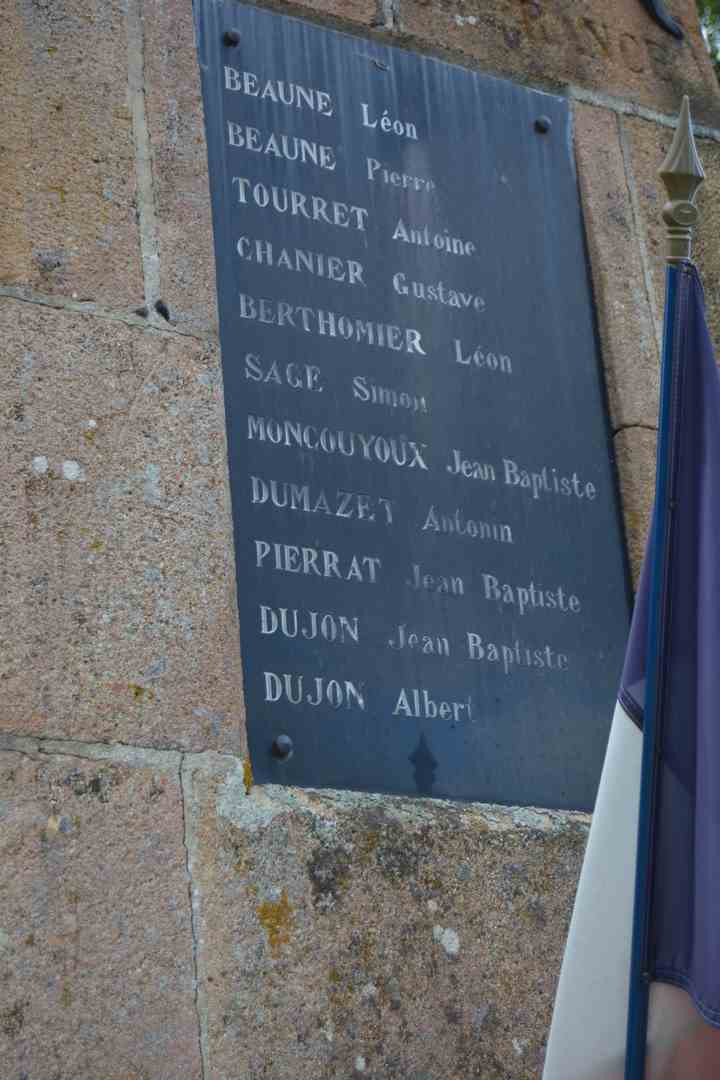 BEAUNE Léon
BEAUNE Pierre
TOURRET Antoine
CHANIER Gustave
BERTHOMIER Léon
SAGE Simon
MONCOUYOUX Jean Baptiste
DUMAZET Antonin
PIERRAT Jean Baptiste
DUJON Jean Baptiste
DUJON Albert